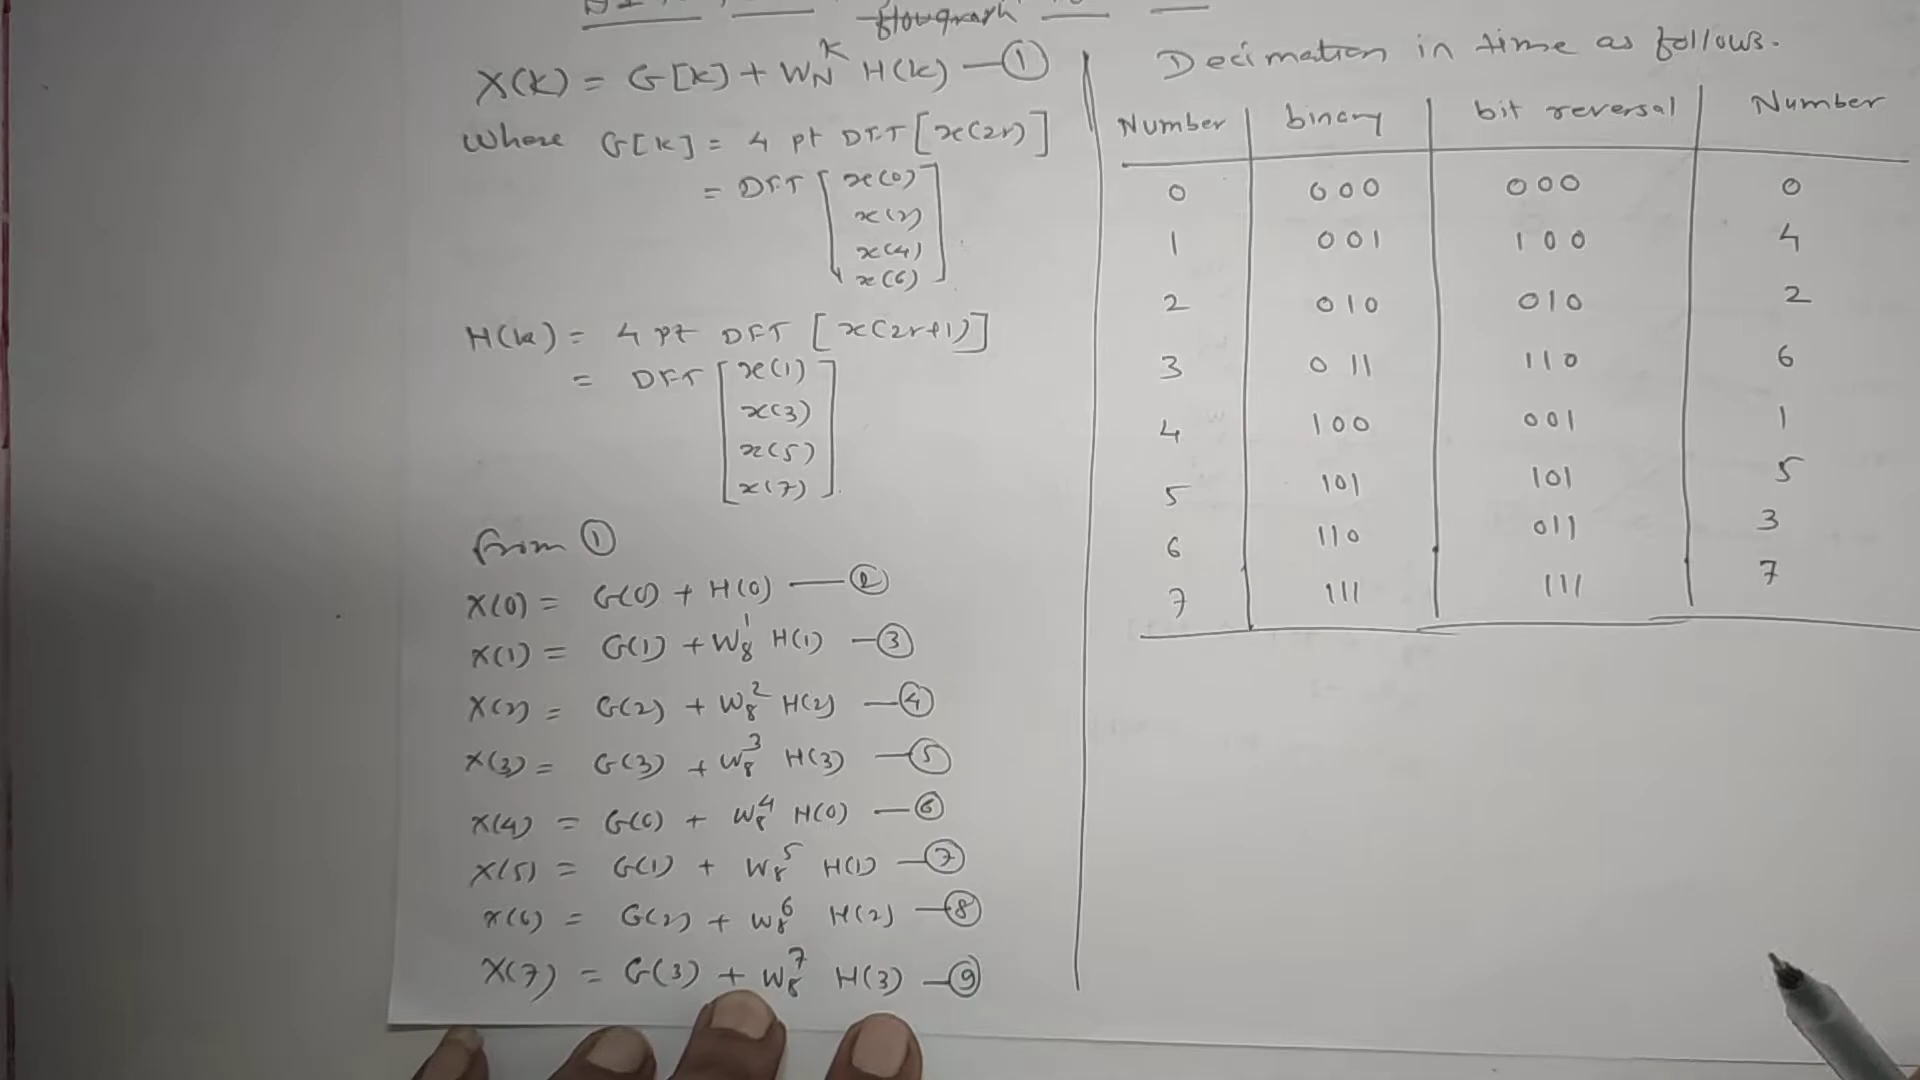 flowgraph
X(K) = G[K] + W_N^K H(k) — ①
Where G[K] = 4 pt DFT [x(2r)]
= DFT [x(0)
x(2)
x(4)
x(6)]
H(k) = 4 pt DFT [x(2r+1)]
= DFT [x(1)
x(3)
x(5)
x(7)]
from ①
X(0) = G(0) + H(0) — ②
X(1) = G(1) + W_8^1 H(1) — ③
X(2) = G(2) + W_8^2 H(2) — ④
X(3) = G(3) + W_8^3 H(3) — ⑤
X(4) = G(0) + W_8^4 H(0) — ⑥
X(5) = G(1) + W_8^5 H(1) — ⑦
X(6) = G(2) + W_8^6 H(2) — ⑧
X(7) = G(3) + W_8^7 H(3) — ⑨
Decimation in time as follows.
Number binary bit reversal Number
0 000 000 0
1 001 100 4
2 010 010 2
3 011 110 6
4 100 001 1
5 101 101 5
6 110 011 3
7 111 111 7